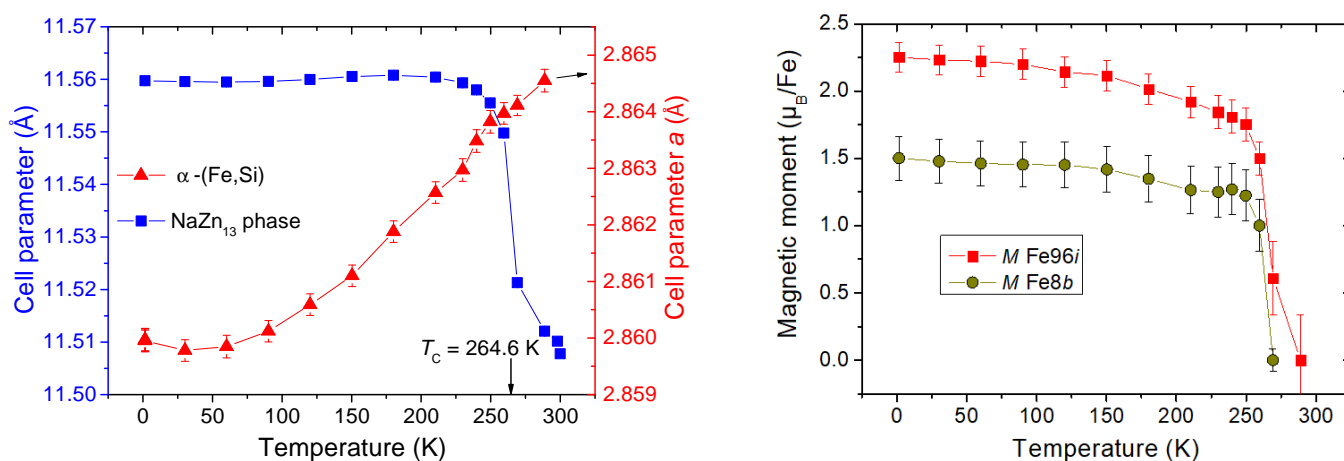 11.57
11.56
11.55
11.54
11.53
11.52
11.51
11.50
Cell parameter (Å)
2.865
2.864
2.863
2.862
2.861
2.860
2.859
Cell parameter a (Å)
α-(Fe,Si)
NaZn13 phase
TC = 264.6 K
0 50 100 150 200 250 300
Temperature (K)
2.5
2.0
1.5
1.0
0.5
0.0
Magnetic moment (μB/Fe)
M Fe96i
M Fe8b
0 50 100 150 200 250 300
Temperature (K)